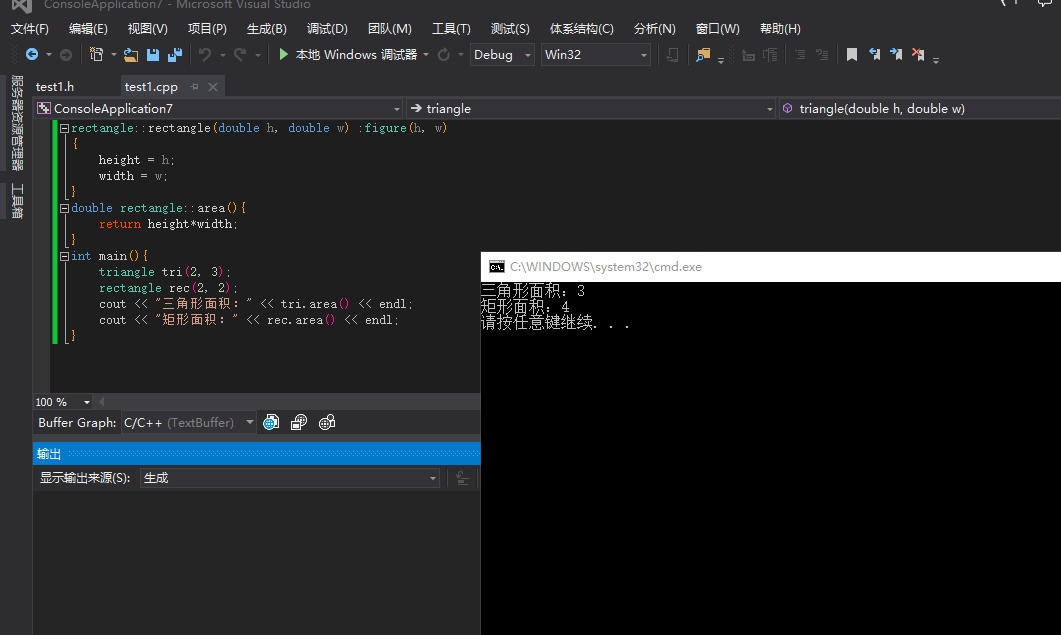 ConsoleApplication7 - Microsoft Visual Studio
文件(F) 编辑(E) 视图(V) 项目(P) 生成(B) 调试(D) 团队(M) 工具(T) 测试(S) 体系结构(C) 分析(N) 窗口(W) 帮助(H)
本地 Windows 调试器 Debug Win32
服务器资源管理器
工具箱
test1.h test1.cpp
ConsoleApplication7 triangle triangle(double h, double w)
rectangle::rectangle(double h, double w) :figure(h, w)
{
height = h;
width = w;
}
double rectangle::area(){
return height*width;
}
int main(){
triangle tri(2, 3);
rectangle rec(2, 2);
cout << "三角形面积：" << tri.area() << endl;
cout << "矩形面积：" << rec.area() << endl;
}
C:\WINDOWS\system32\cmd.exe
三角形面积：3
矩形面积：4
请按任意键继续. . .
100 %
Buffer Graph: C/C++ (TextBuffer)
输出
显示输出来源(S): 生成